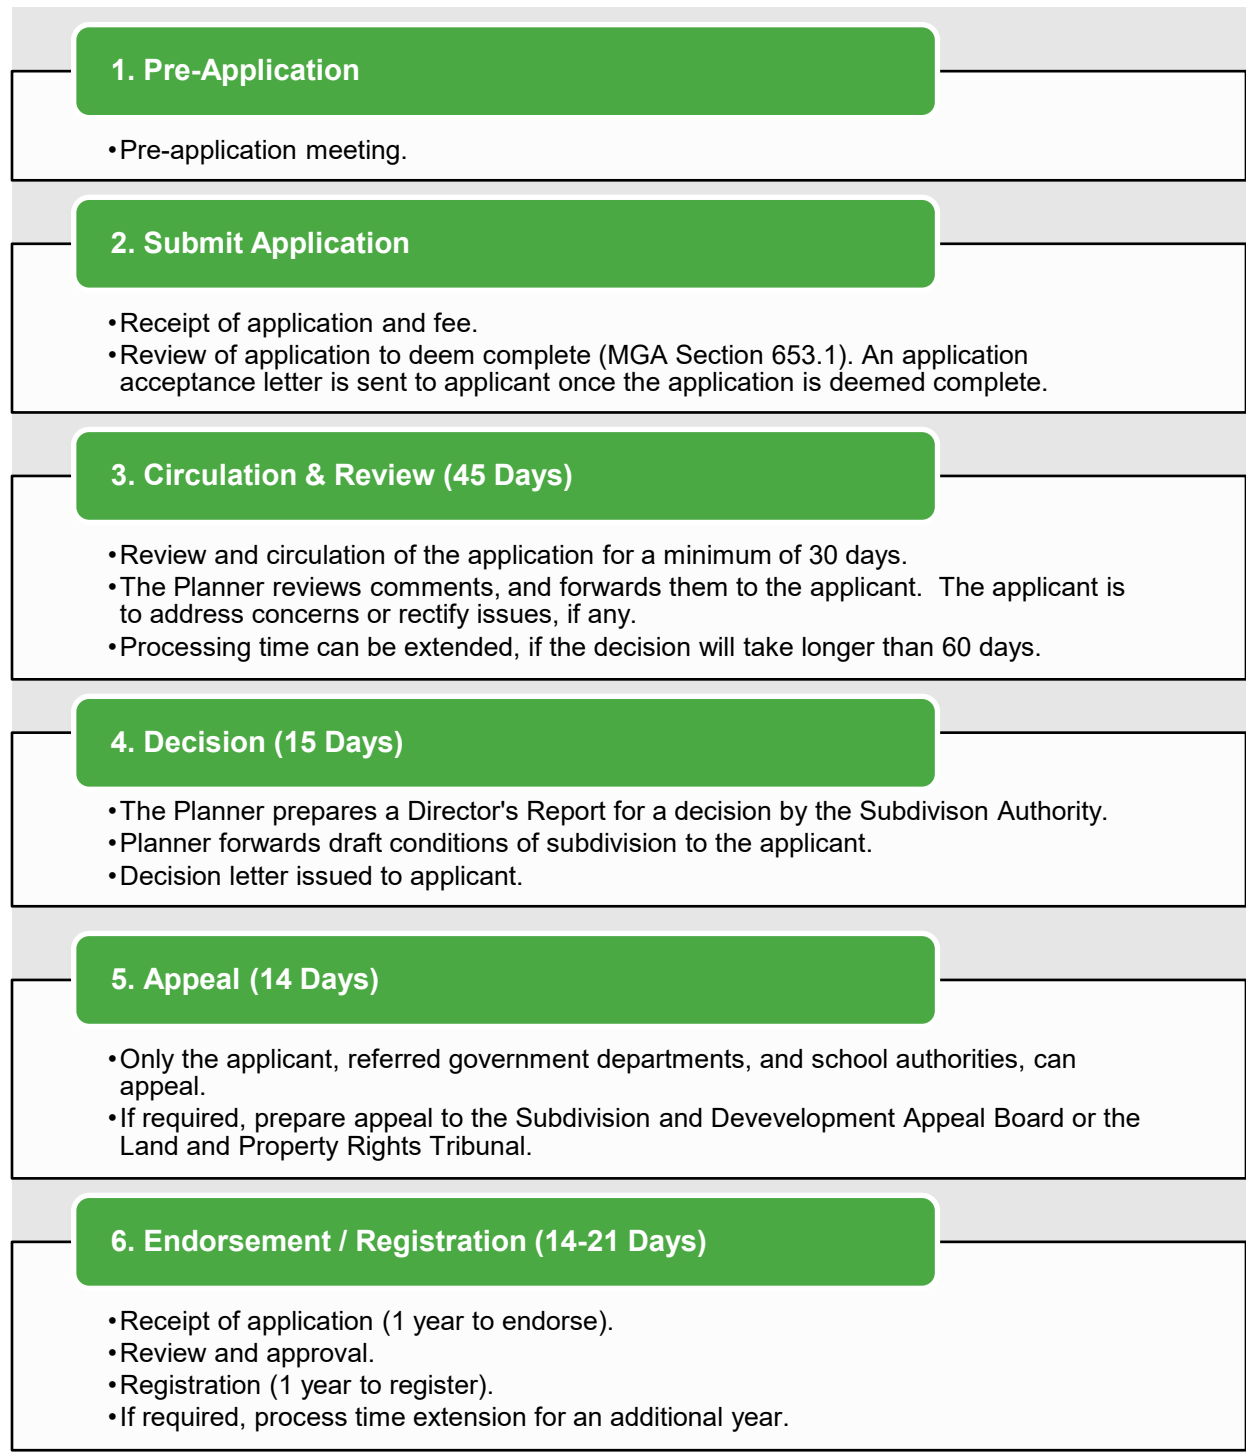 1. Pre-Application
•Pre-application meeting.
2. Submit Application
•Receipt of application and fee.
•Review of application to deem complete (MGA Section 653.1). An application
acceptance letter is sent to applicant once the application is deemed complete.
3. Circulation & Review (45 Days)
•Review and circulation of the application for a minimum of 30 days.
•The Planner reviews comments, and forwards them to the applicant.  The applicant is
to address concerns or rectify issues, if any.
•Processing time can be extended, if the decision will take longer than 60 days.
4. Decision (15 Days)
•The Planner prepares a Director's Report for a decision by the Subdivison Authority.
•Planner forwards draft conditions of subdivision to the applicant.
•Decision letter issued to applicant.
5. Appeal (14 Days)
•Only the applicant, referred government departments, and school authorities, can
appeal.
•If required, prepare appeal to the Subdivision and Devevelopment Appeal Board or the
Land and Property Rights Tribunal.
6. Endorsement / Registration (14-21 Days)
•Receipt of application (1 year to endorse).
•Review and approval.
•Registration (1 year to register).
•If required, process time extension for an additional year.